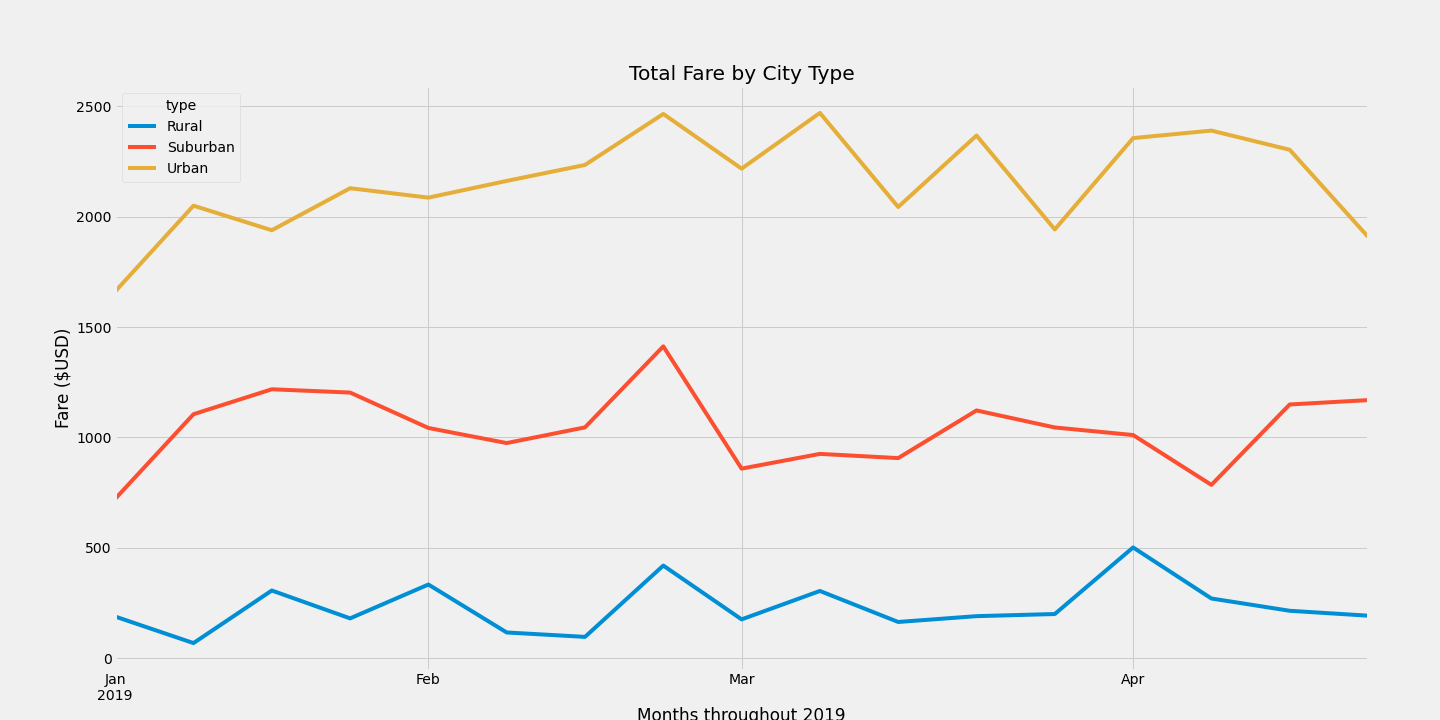 Total Fare by City Type
type
Rural
Suburban
Urban
Fare ($USD)
2500
2000
1500
1000
500
0
Jan Feb Mar Apr
2019
Months throughout 2019